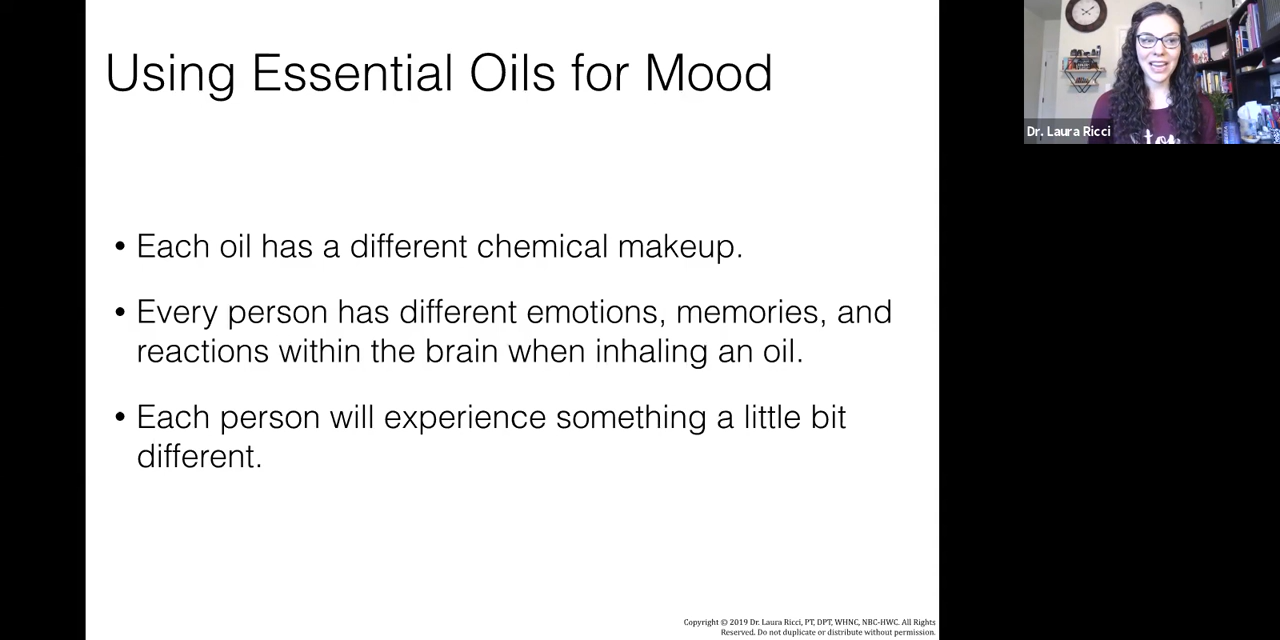 Using Essential Oils for Mood
• Each oil has a different chemical makeup.
• Every person has different emotions, memories, and
reactions within the brain when inhaling an oil.
• Each person will experience something a little bit
different.
Copyright © 2019 Dr. Laura Ricci, PT, DPT, WHNC, NBC-HWC. All Rights
Reserved. Do not duplicate or distribute without permission.
Dr. Laura Ricci